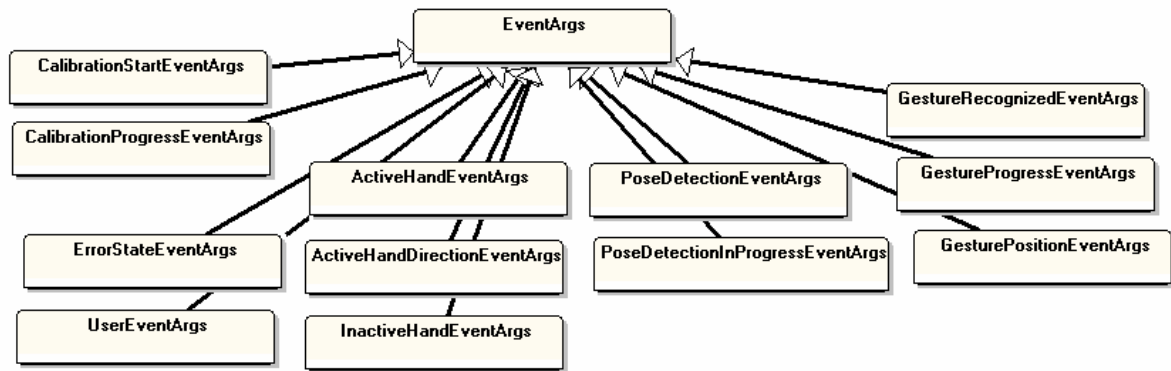 EventArgs
CalibrationStartEventArgs
CalibrationProgressEventArgs
GestureRecognizedEventArgs
ActiveHandEventArgs
PoseDetectionEventArgs
GestureProgressEventArgs
ErrorStateEventArgs
ActiveHandDirectionEventArgs
PoseDetectionInProgressEventArgs
GesturePositionEventArgs
UserEventArgs
InactiveHandEventArgs